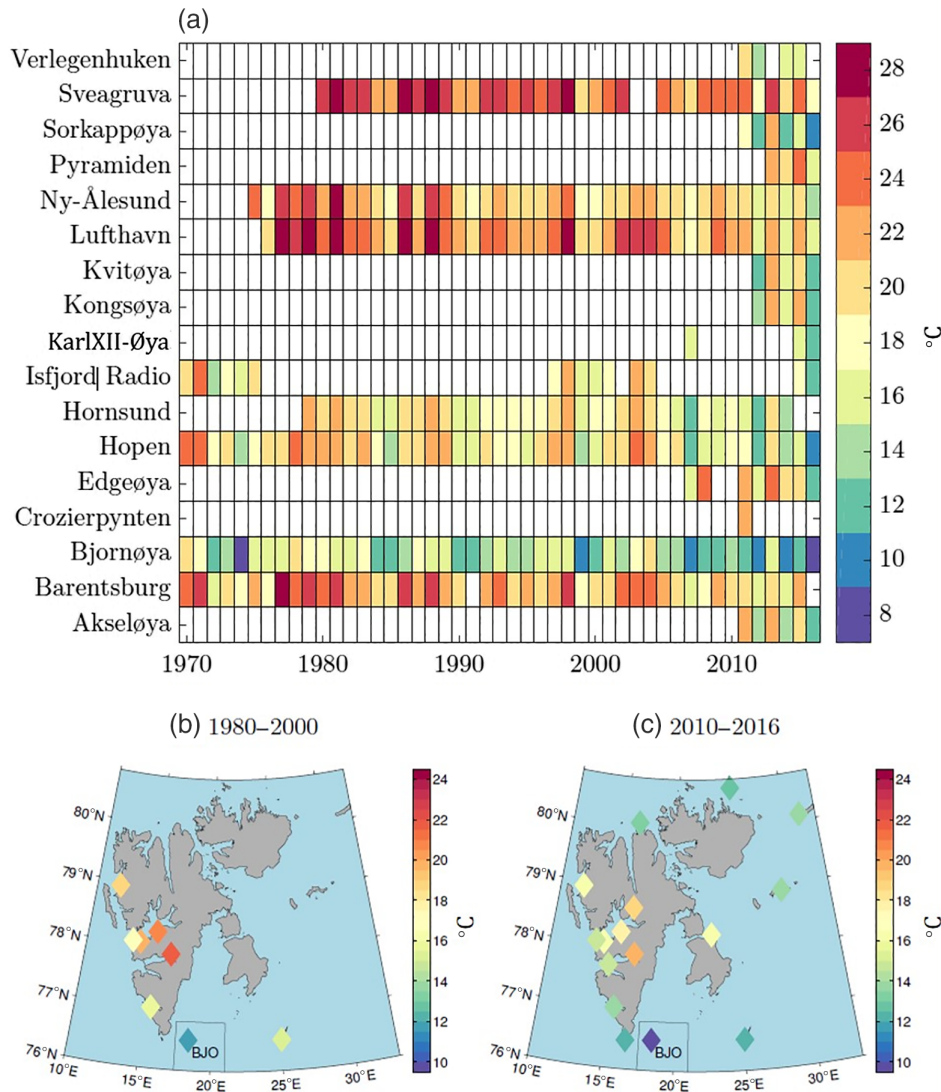 (a)
Verlegenhuken
Sveagruva
Sorkappøya
Pyramiden
Ny-Ålesund
Lufthavn
Kvitøya
Kongsøya
KarlXII-Øya
Isfjord| Radio
Hornsund
Hopen
Edgeøya
Crozierpynten
Bjornøya
Barentsburg
Akseløya
1970 1980 1990 2000 2010
28
26
24
22
20
18
16
14
12
10
8
°C
(b) 1980–2000
80°N
79°N
78°N
77°N
76°N
10°E 15°E 20°E 25°E 30°E
BJO
24
22
20
18
16
14
12
10
°C
(c) 2010–2016
80°N
79°N
78°N
77°N
76°N
10°E 15°E 20°E 25°E 30°E
BJO
24
22
20
18
16
14
12
10
°C